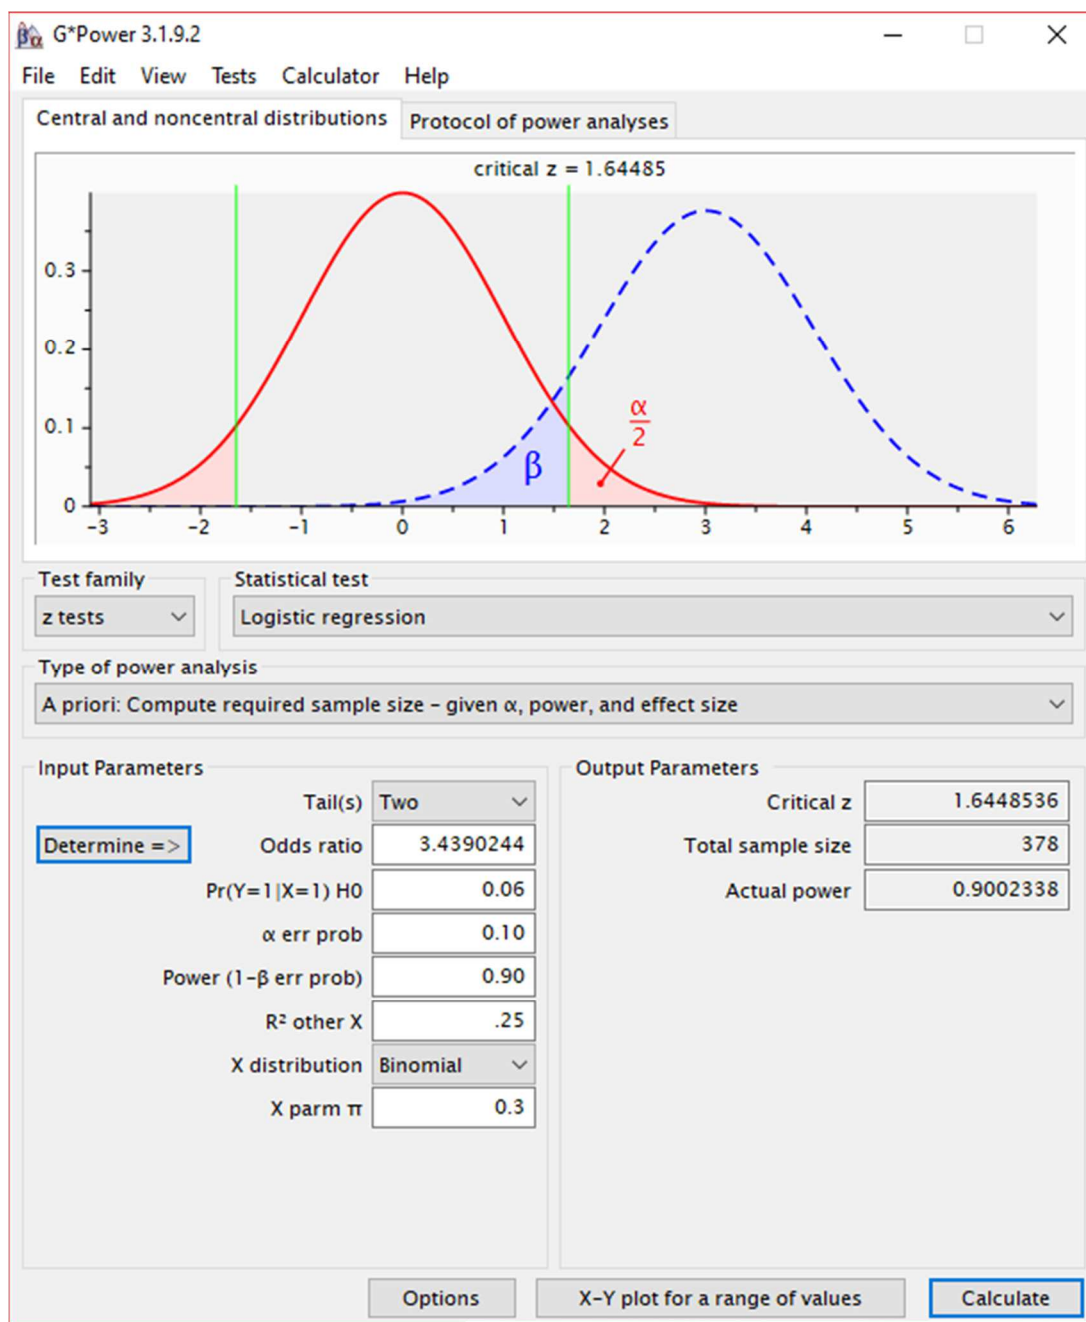 G*Power 3.1.9.2
File Edit View Tests Calculator Help
Central and noncentral distributions Protocol of power analyses
critical z = 1.64485
0.3
0.2
0.1
0
α
2
β
-3 -2 -1 0 1 2 3 4 5 6
Test family Statistical test
z tests Logistic regression
Type of power analysis
A priori: Compute required sample size - given α, power, and effect size
Input Parameters Output Parameters
Tail(s) Two Critical z 1.6448536
Determine => Odds ratio 3.4390244 Total sample size 378
Pr(Y=1|X=1) H0 0.06 Actual power 0.9002338
α err prob 0.10
Power (1-β err prob) 0.90
R² other X .25
X distribution Binomial
X parm π 0.3
Options X-Y plot for a range of values Calculate